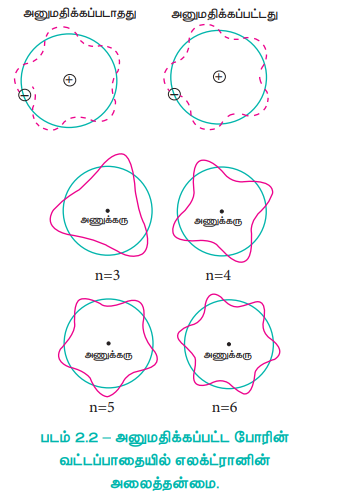 அனுமதிக்கப்படாதது அனுமதிக்கப்பட்டது
+ +
− −
அணுக்கரு அணுக்கரு
n=3 n=4
அணுக்கரு அணுக்கரு
n=5 n=6
படம் 2.2 – அனுமதிக்கப்பட்ட போரின்
வட்டப்பாதையில் எலக்ட்ரானின்
அலைத்தன்மை.